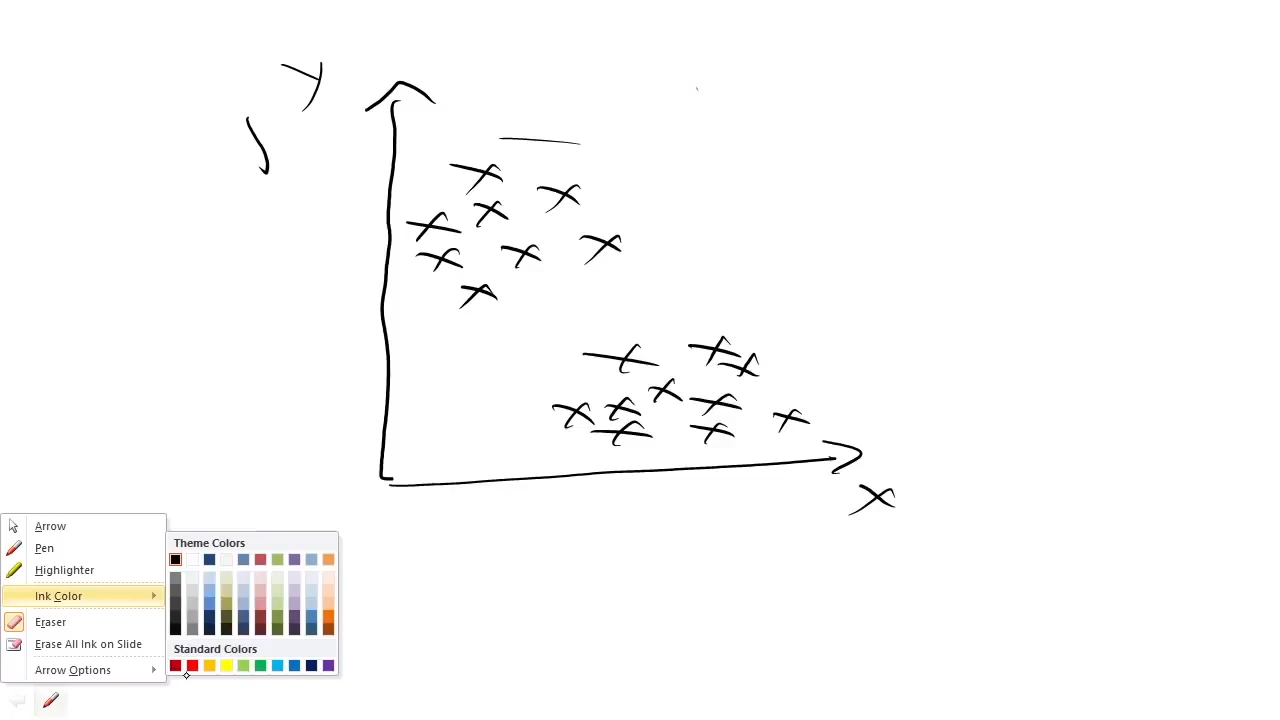 y
x
Arrow
Pen
Highlighter
Ink Color
Eraser
Erase All Ink on Slide
Arrow Options
Theme Colors
Standard Colors